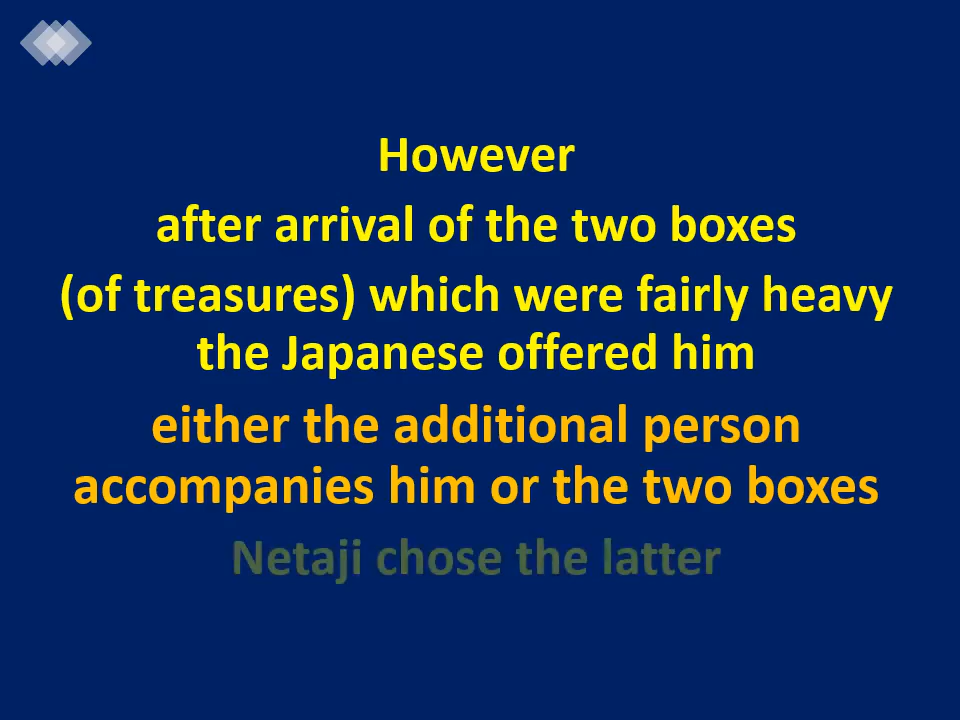 However
after arrival of the two boxes
(of treasures) which were fairly heavy
the Japanese offered him
either the additional person
accompanies him or the two boxes
Netaji chose the latter